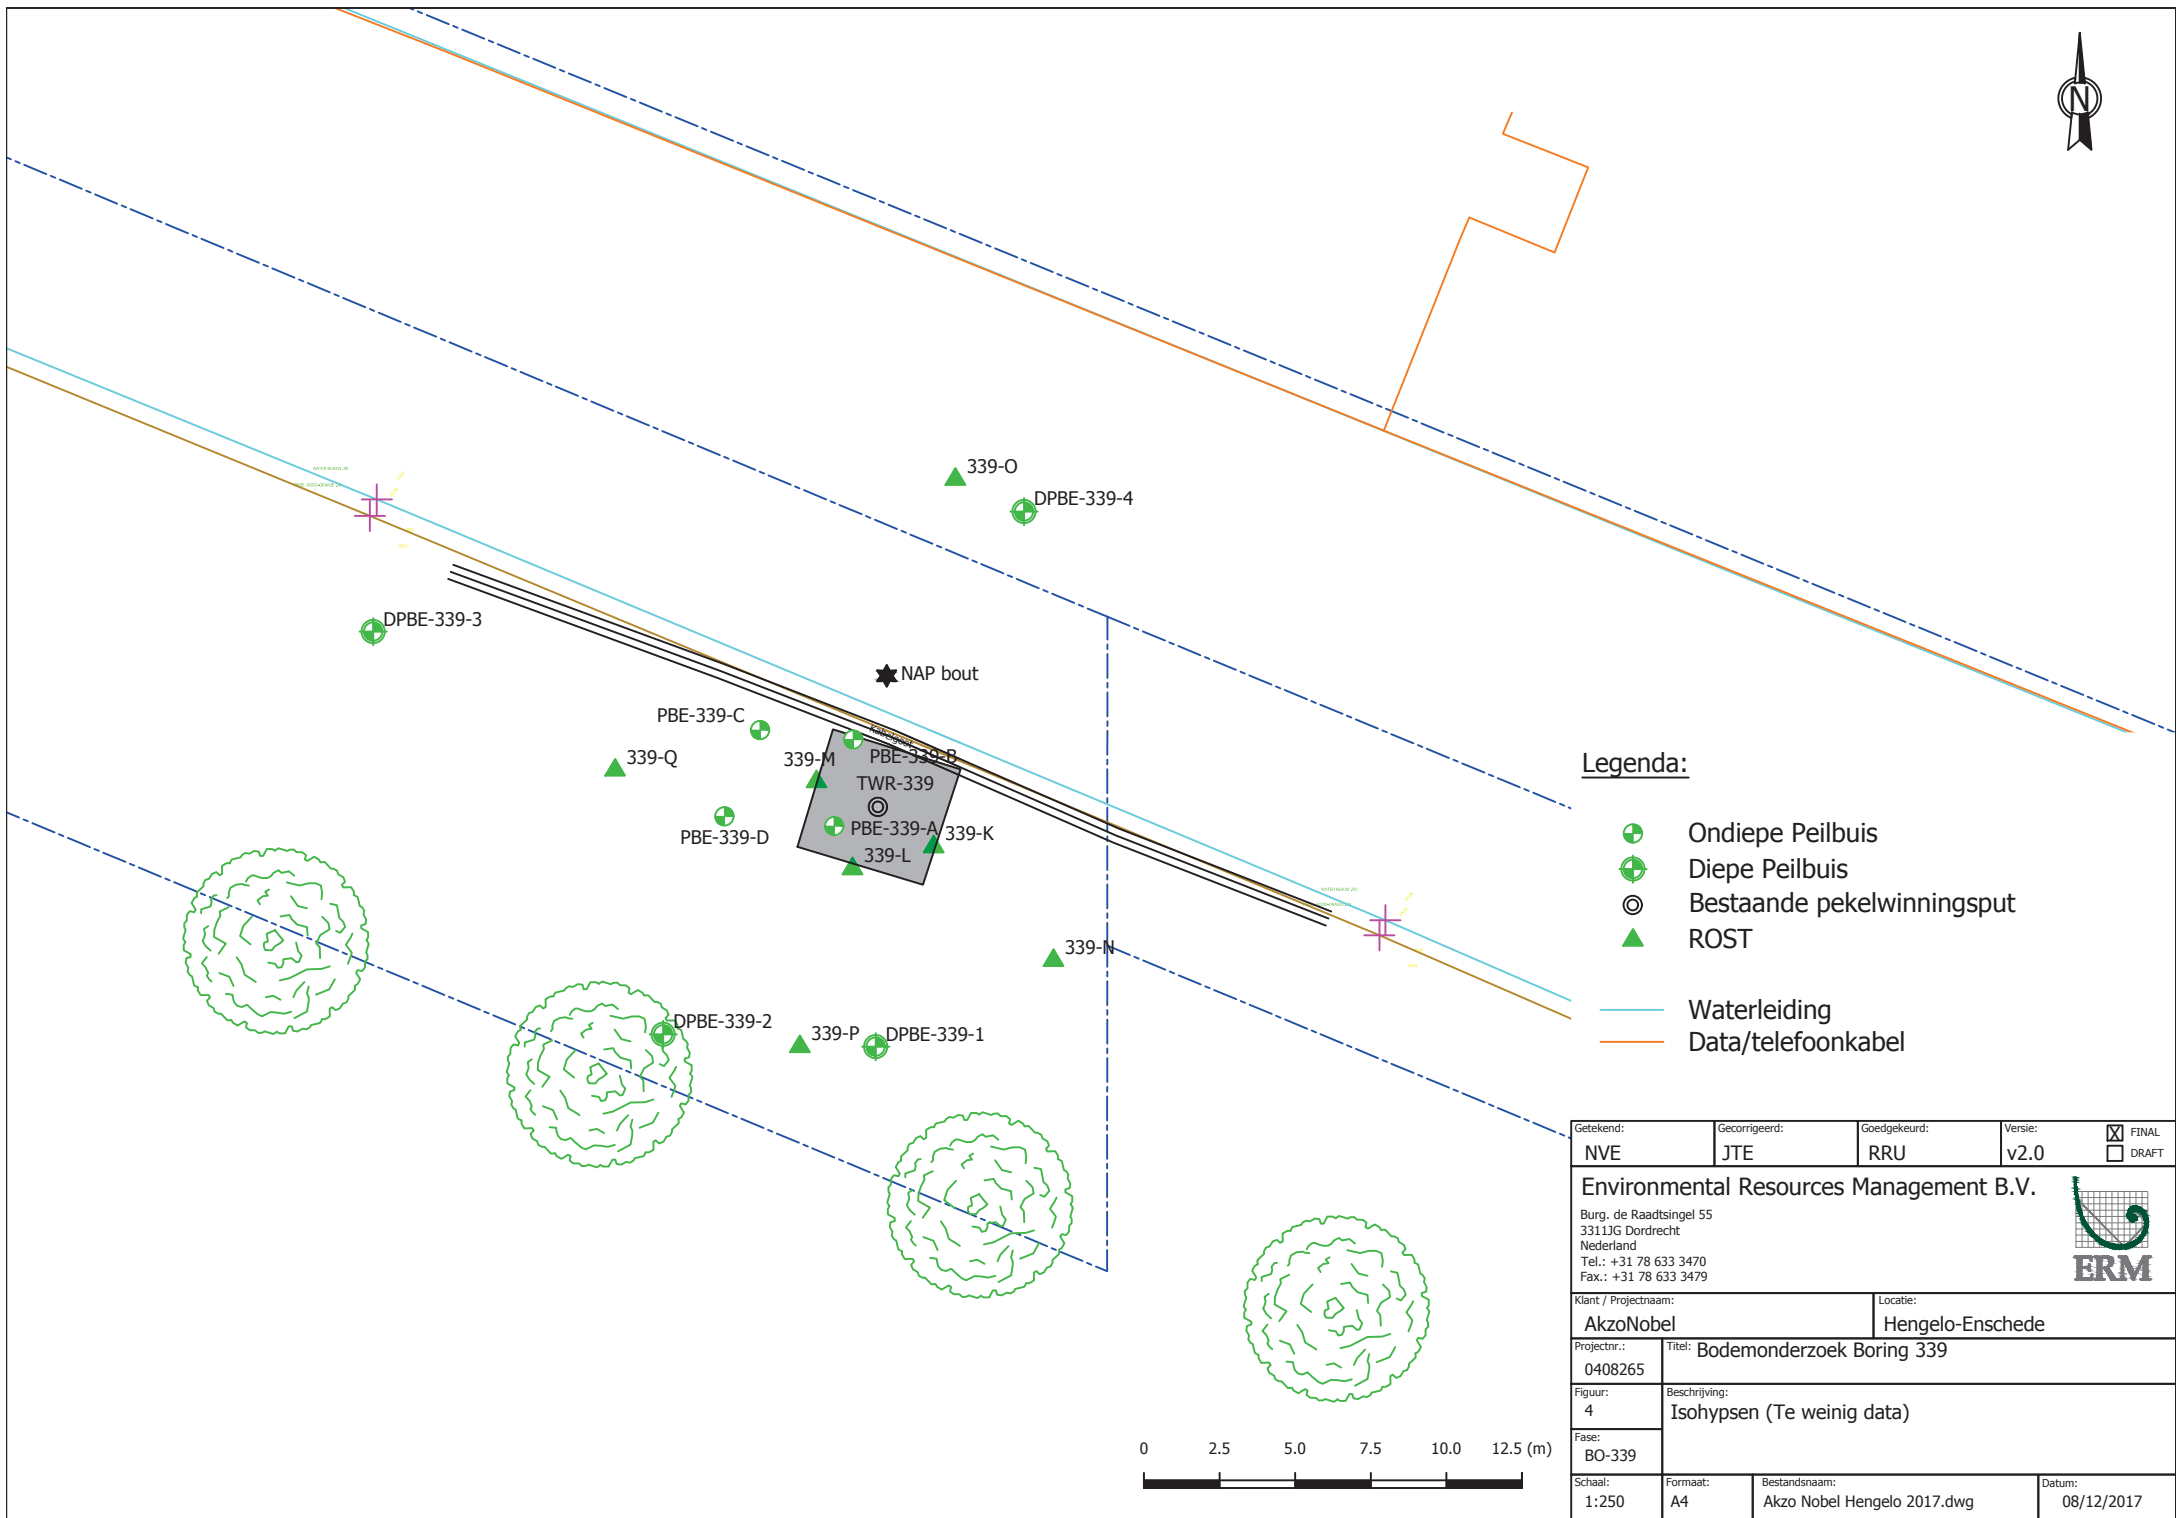 N
339-O
DPBE-339-4
DPBE-339-3
NAP bout
PBE-339-C
Kabelgoot
PBE-339-B
339-Q
339-M
TWR-339
PBE-339-D
PBE-339-A
339-K
339-L
339-N
DPBE-339-2
339-P
DPBE-339-1
Legenda:
Ondiepe Peilbuis
Diepe Peilbuis
Bestaande pekelwinningsput
ROST
Waterleiding
Data/telefoonkabel
0 2.5 5.0 7.5 10.0 12.5 (m)
Getekend: Gecorrigeerd: Goedgekeurd: Versie:
NVE JTE RRU v2.0
X FINAL
DRAFT
Environmental Resources Management B.V.
Burg. de Raadtsingel 55
3311JG Dordrecht
Nederland
Tel.: +31 78 633 3470
Fax.: +31 78 633 3479
ERM
Klant / Projectnaam: Locatie:
AkzoNobel Hengelo-Enschede
Projectnr.: Titel: Bodemonderzoek Boring 339
0408265
Figuur: Beschrijving:
4 Isohypsen (Te weinig data)
Fase:
BO-339
Schaal: Formaat: Bestandsnaam: Datum:
1:250 A4 Akzo Nobel Hengelo 2017.dwg 08/12/2017